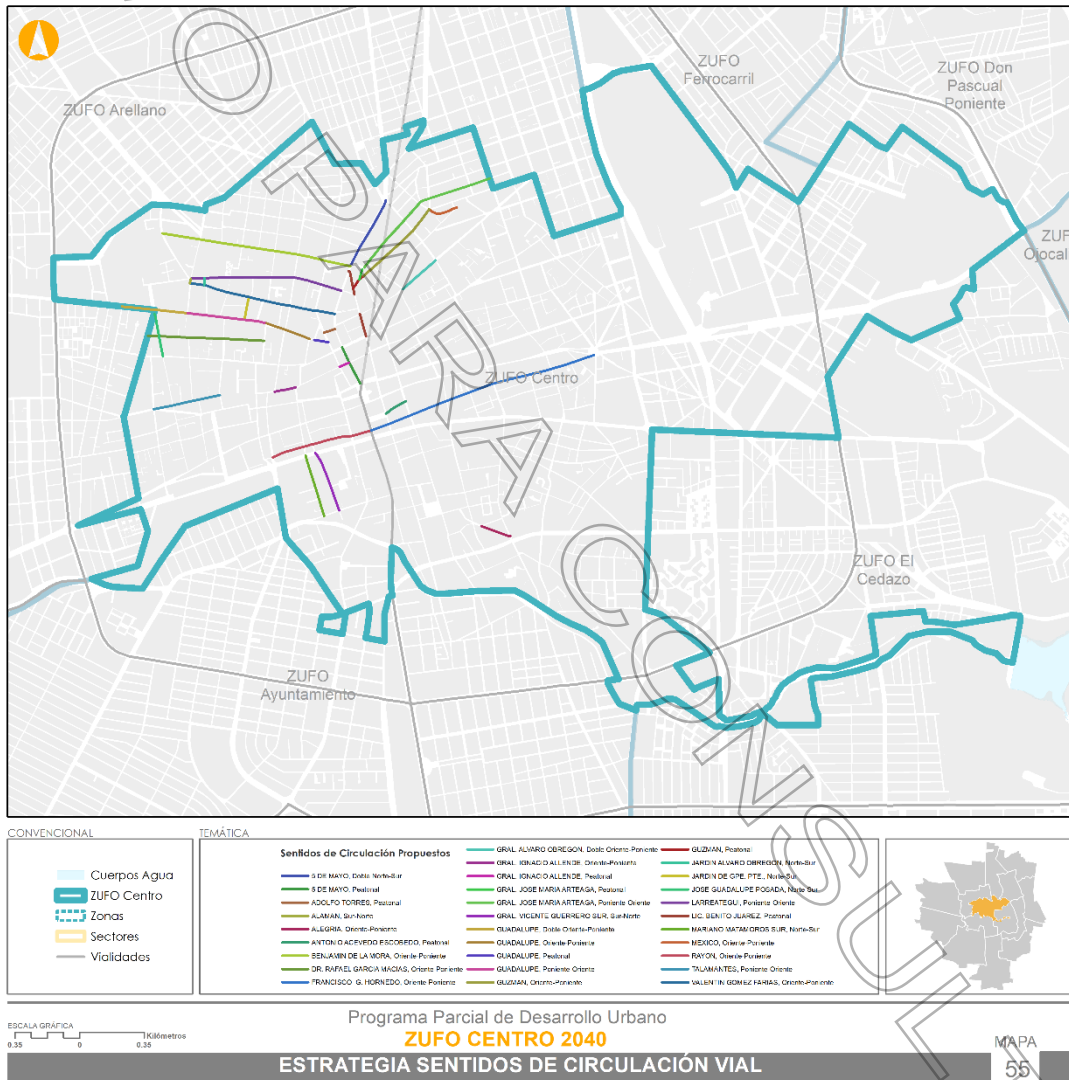 ZUFO Arellano
ZUFO
Ferrocarril
ZUFO Don
Pascual
Poniente
ZUF
Ojocal
ZUFO Centro
ZUFO El
Cedazo
ZUFO
Ayuntamiento
O PARA CONSUL
CONVENCIONAL
Cuerpos Agua
ZUFO Centro
Zonas
Sectores
Vialidades
TEMÁTICA
Sentidos de Circulación Propuestos
5 DE MAYO, Doble Norte-Sur
5 DE MAYO, Peatonal
ADOLFO TORRES, Peatonal
ALAMAN, Sur-Norte
ALEGRIA, Oriente-Poniente
ANTONIO ACEVEDO ESCOBEDO, Peatonal
BENJAMIN DE LA MORA, Oriente-Poniente
DR. RAFAEL GARCIA MACIAS, Oriente Poniente
FRANCISCO G. HORNEDO, Oriente Poniente
GRAL. ALVARO OBREGON, Doble Oriente-Poniente
GRAL. IGNACIO ALLENDE, Oriente-Poniente
GRAL. IGNACIO ALLENDE, Peatonal
GRAL. JOSE MARIA ARTEAGA, Peatonal
GRAL. JOSE MARIA ARTEAGA, Poniente Oriente
GRAL. VICENTE GUERRERO SUR, Sur-Norte
GUADALUPE, Doble Oriente-Poniente
GUADALUPE, Oriente-Poniente
GUADALUPE, Peatonal
GUADALUPE, Poniente Oriente
GUZMAN, Oriente-Poniente
GUZMAN, Peatonal
JARDIN ALVARO OBREGON, Norte-Sur
JARDIN DE GPE. PTE., Norte-Sur
JOSE GUADALUPE POSADA, Norte Sur
LARREATEGUI, Poniente Oriente
LIC. BENITO JUAREZ, Peatonal
MARIANO MATAMOROS SUR, Norte-Sur
MEXICO, Oriente-Poniente
RAYON, Oriente-Poniente
TALAMANTES, Poniente Oriente
VALENTIN GOMEZ FARIAS, Oriente-Poniente
ESCALA GRÁFICA
Kilómetros
0.35 0 0.35
Programa Parcial de Desarrollo Urbano
ZUFO CENTRO 2040
ESTRATEGIA SENTIDOS DE CIRCULACIÓN VIAL
MAPA
55